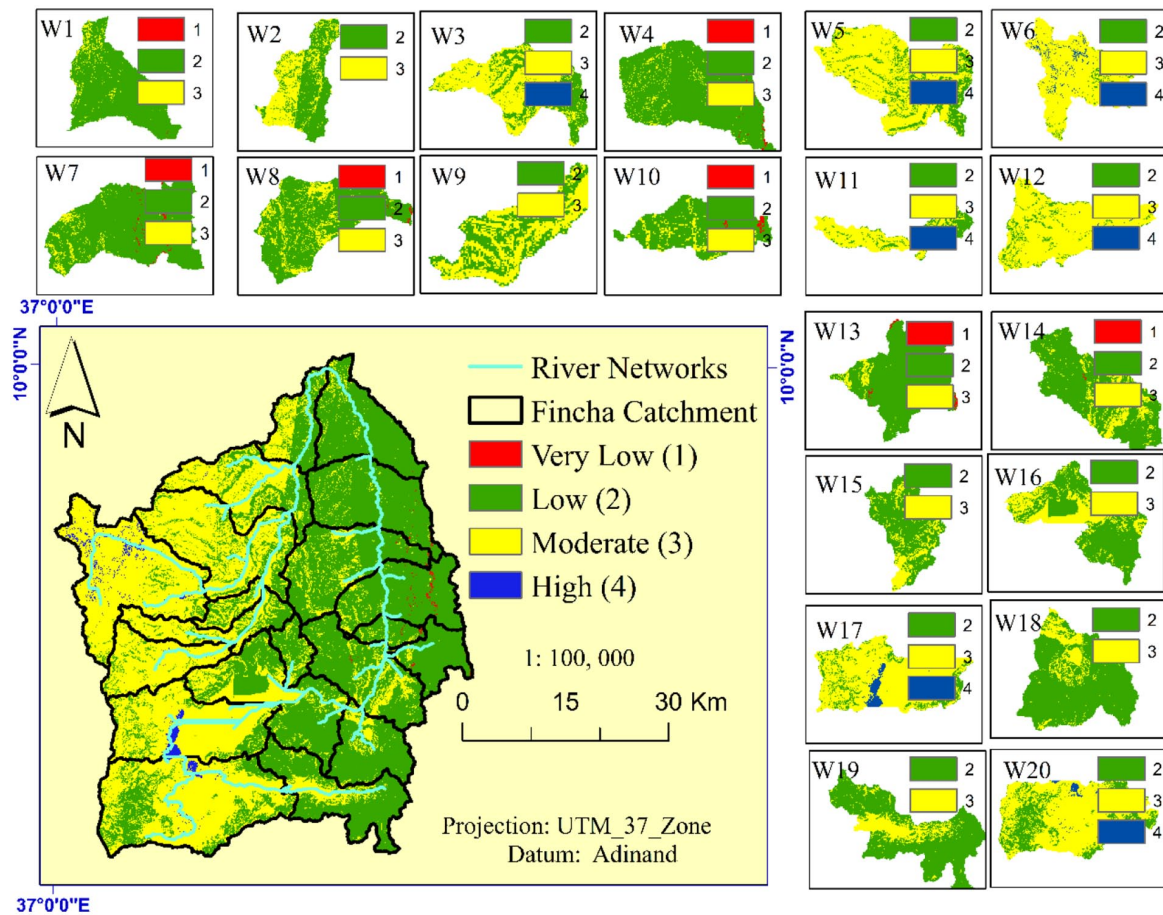 W1
1
2
3
W2
2
3
W3
2
3
4
W4
1
2
3
W5
2
3
4
W6
2
3
4
W7
1
2
3
W8
1
2
3
W9
2
3
W10
1
2
3
W11
2
3
4
W12
2
3
4
37°0'0"E
10°0'0"N
N
River Networks
Fincha Catchment
Very Low (1)
Low (2)
Moderate (3)
High (4)
1: 100, 000
0 15 30 Km
Projection: UTM_37_Zone
Datum: Adinand
10°0'0"N
37°0'0"E
W13
1
2
3
W14
1
2
3
W15
2
3
W16
2
3
W17
2
3
4
W18
2
3
W19
2
3
W20
2
3
4